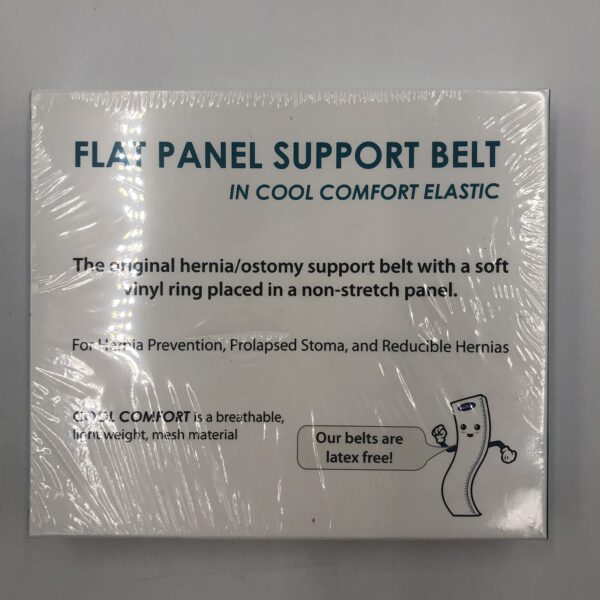 FLAT PANEL SUPPORT BELT
IN COOL COMFORT ELASTIC
The original hernia/ostomy support belt with a soft
vinyl ring placed in a non-stretch panel.
For Hernia Prevention, Prolapsed Stoma, and Reducible Hernias
COOL COMFORT is a breathable,
light weight, mesh material
Our belts are
latex free!